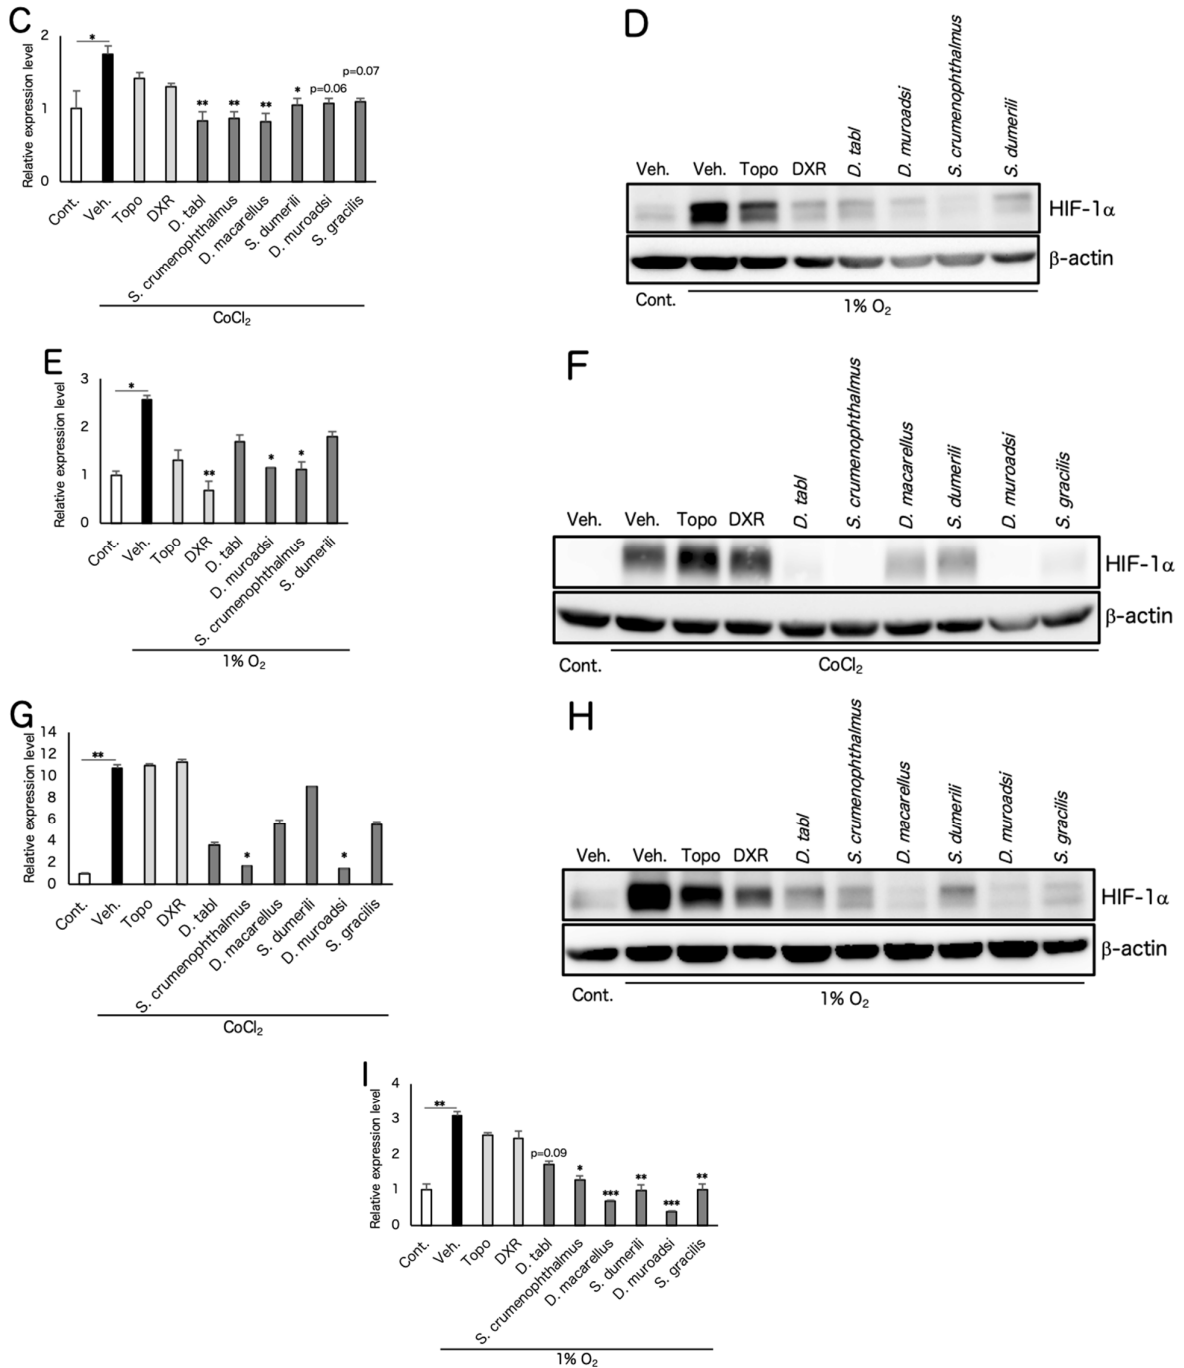 C
Relative expression level
2
1
0
*
**
**
**
*
p=0.06
p=0.07
Cont.
Veh.
Topo
DXR
D. tabl
S. crumenophthalmus
D. macarellus
S. dumerili
D. muroadsi
S. gracilis
CoCl2
D
Veh.
Veh.
Topo
DXR
D. tabl
D. muroadsi
S. crumenophthalmus
S. dumerili
HIF-1α
β-actin
Cont.
1% O2
E
Relative expression level
3
2
1
0
*
**
*
*
Cont.
Veh.
Topo
DXR
D. tabl
D. muroadsi
S. crumenophthalmus
S. dumerili
1% O2
F
Veh.
Veh.
Topo
DXR
D. tabl
S. crumenophthalmus
D. macarellus
S. dumerili
D. muroadsi
S. gracilis
HIF-1α
β-actin
Cont.
CoCl2
G
Relative expression level
14
12
10
8
6
4
2
0
**
*
*
Cont.
Veh.
Topo
DXR
D. tabl
S. crumenophthalmus
D. macarellus
S. dumerili
D. muroadsi
S. gracilis
CoCl2
H
Veh.
Veh.
Topo
DXR
D. tabl
S. crumenophthalmus
D. macarellus
S. dumerili
D. muroadsi
S. gracilis
HIF-1α
β-actin
Cont.
1% O2
I
Relative expression level
4
3
2
1
0
**
p=0.09
*
***
**
***
**
Cont.
Veh.
Topo
DXR
D. tabl
S. crumenophthalmus
D. macarellus
S. dumerili
D. muroadsi
S. gracilis
1% O2